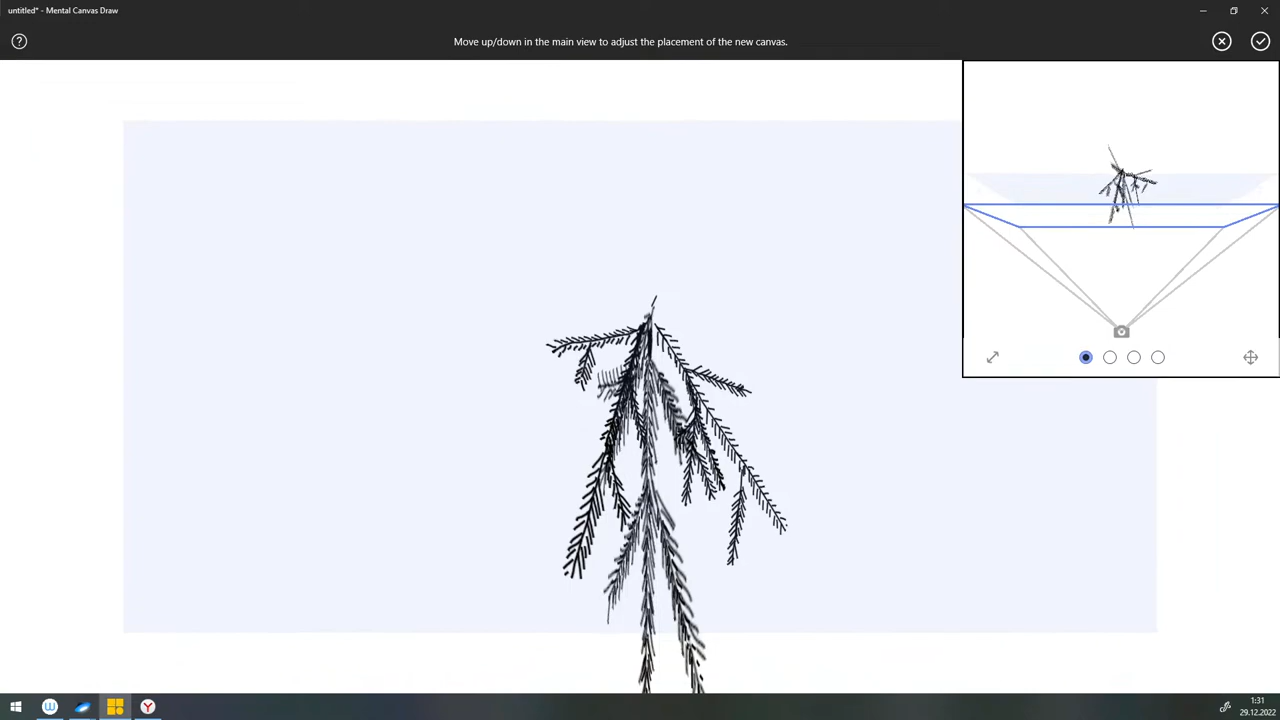 untitled* - Mental Canvas Draw
Move up/down in the main view to adjust the placement of the new canvas.
1:31
29.12.2022